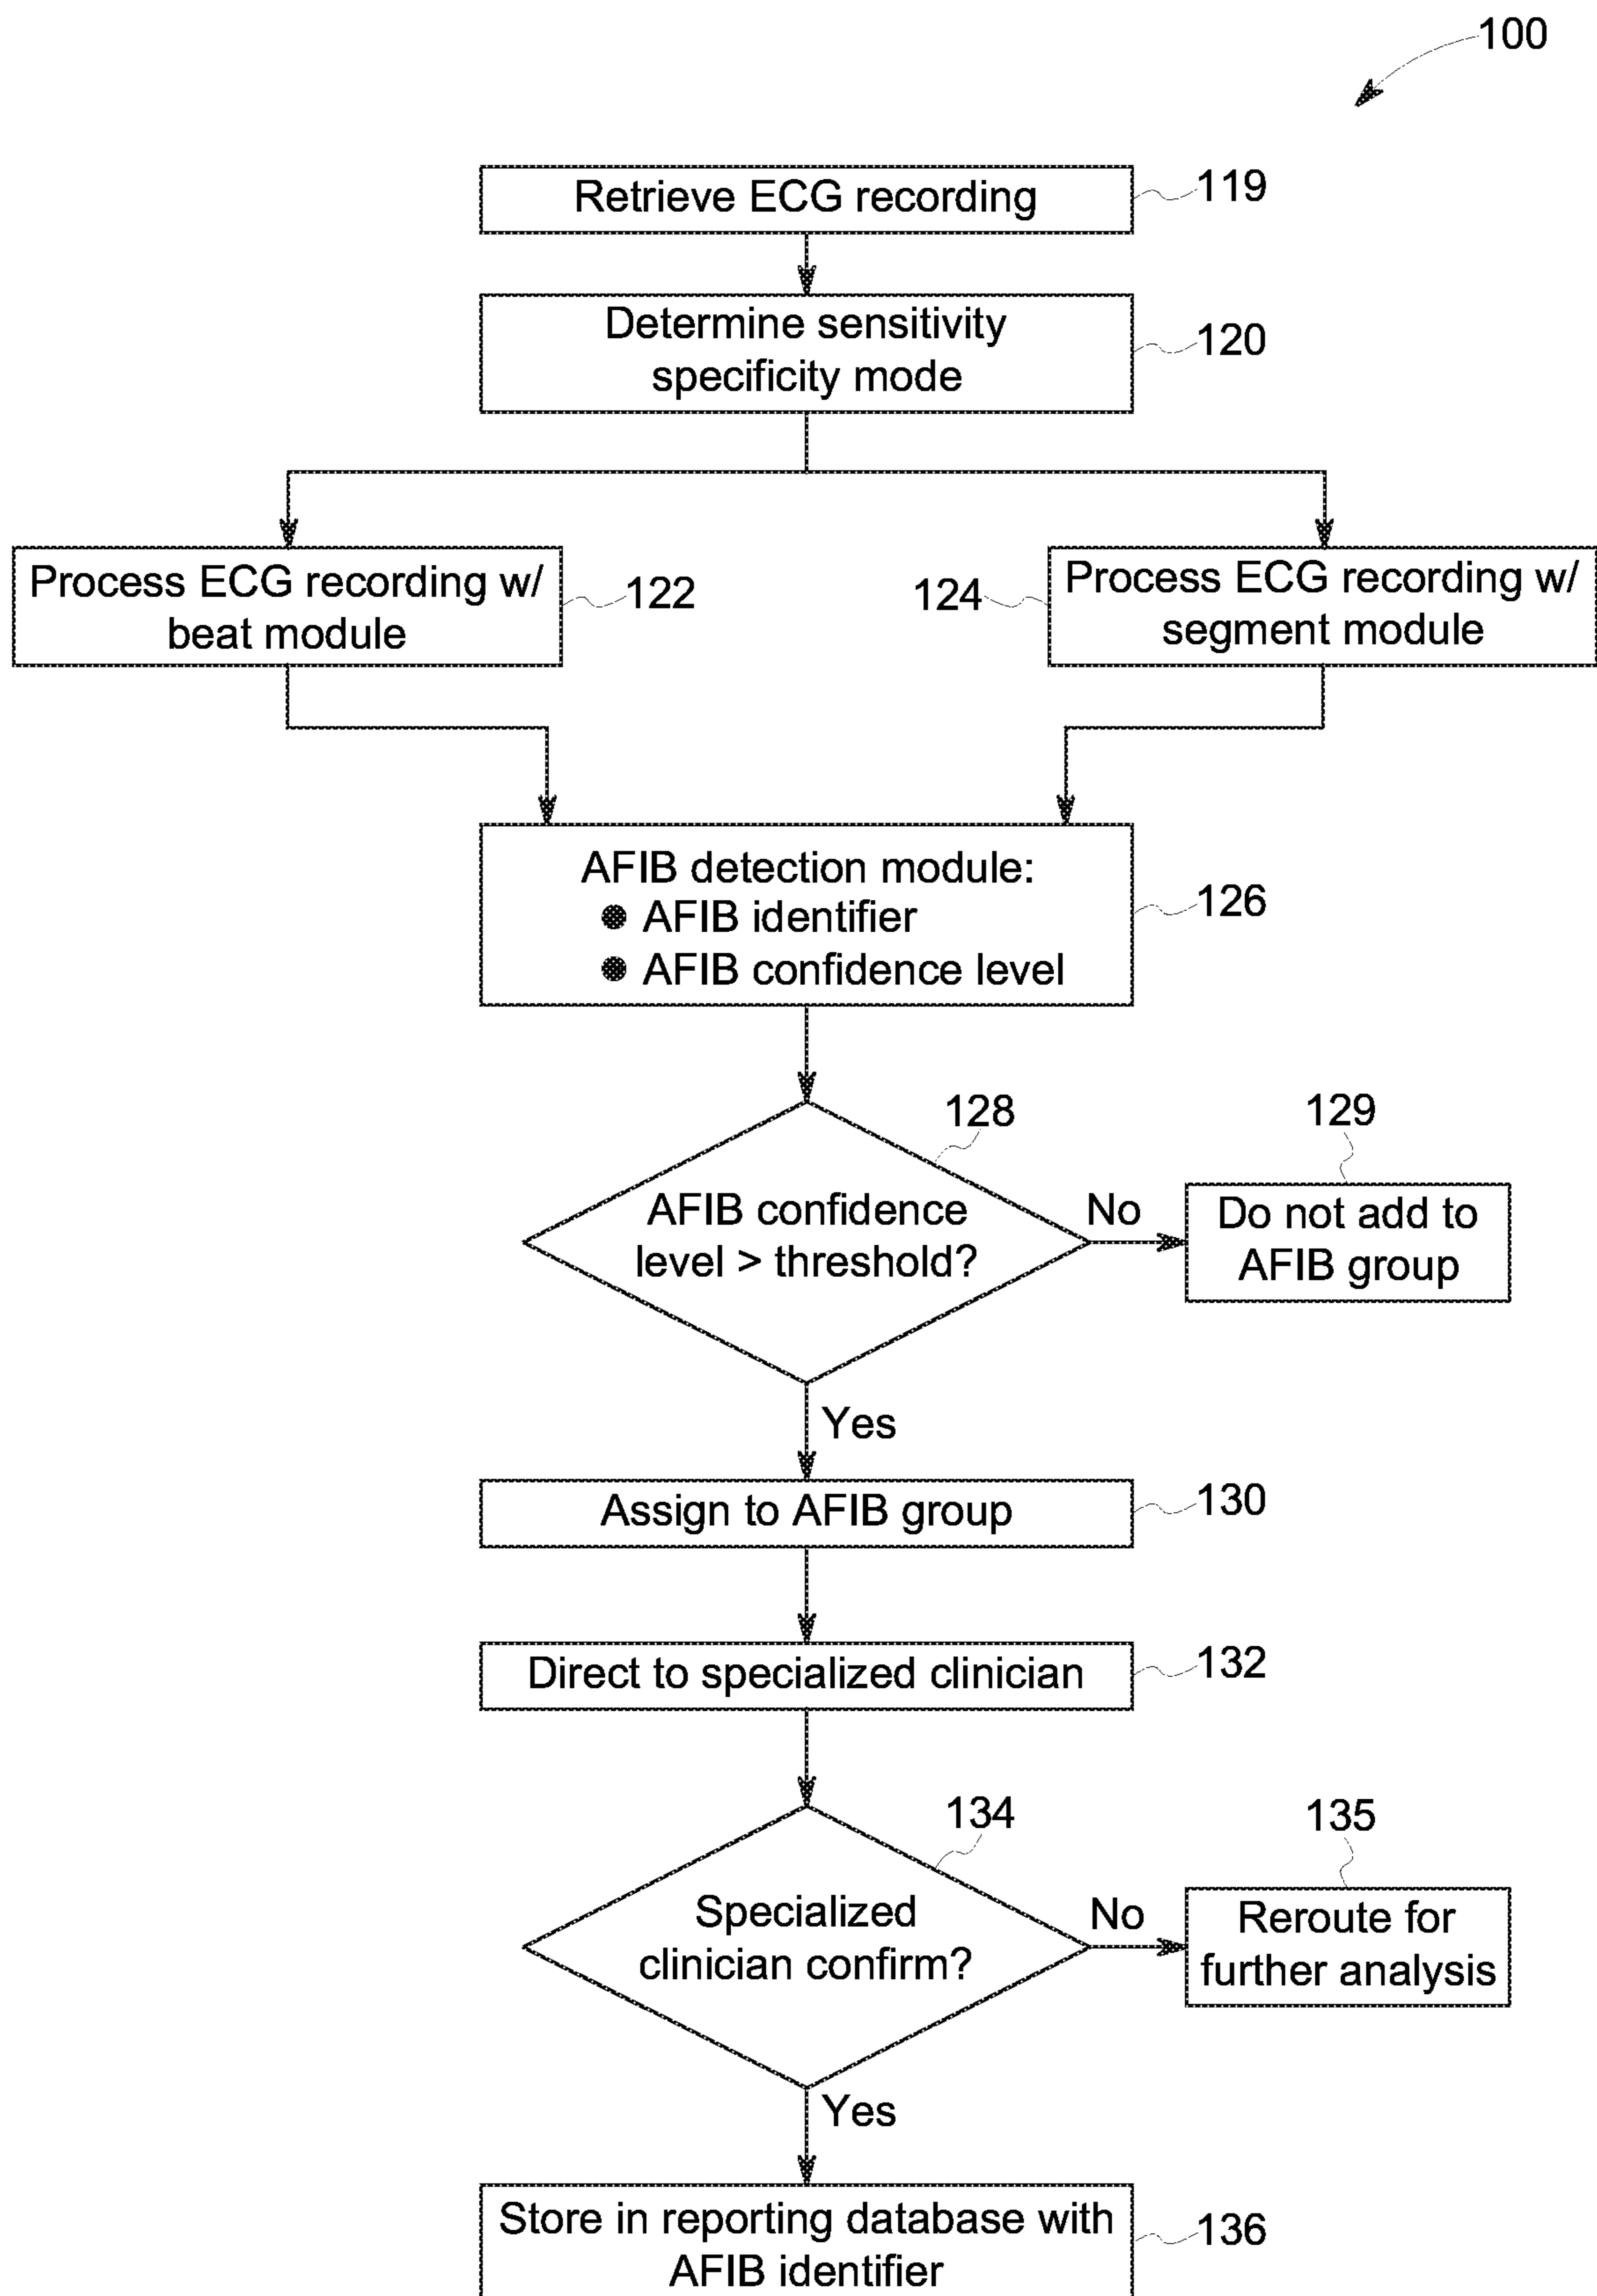 100
Retrieve ECG recording
119
Determine sensitivity
specificity mode
120
Process ECG recording w/
beat module
122
124
Process ECG recording w/
segment module
AFIB detection module:
● AFIB identifier
● AFIB confidence level
126
128
AFIB confidence
level > threshold?
No
129
Do not add to
AFIB group
Yes
Assign to AFIB group
130
Direct to specialized clinician
132
134
Specialized
clinician confirm?
No
135
Reroute for
further analysis
Yes
Store in reporting database with
AFIB identifier
136